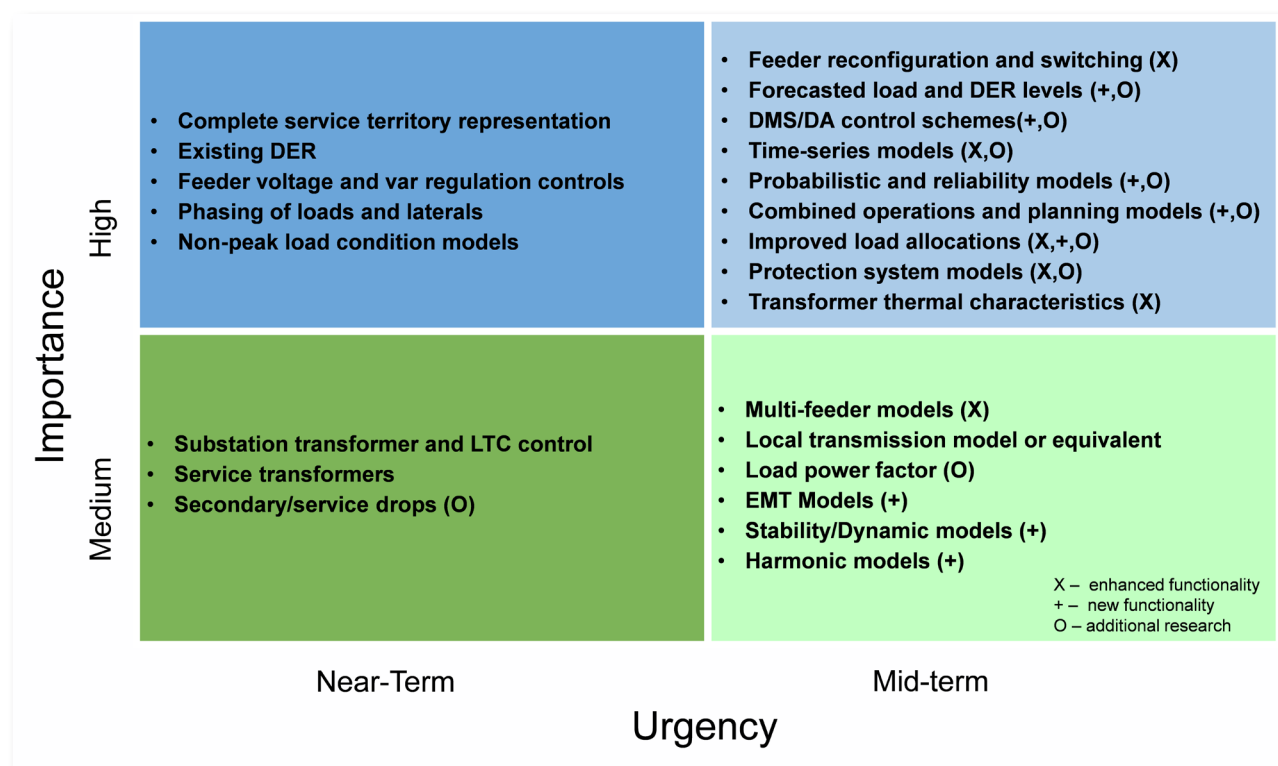 • Complete service territory representation
• Existing DER
• Feeder voltage and var regulation controls
• Phasing of loads and laterals
• Non-peak load condition models
• Feeder reconfiguration and switching (X)
• Forecasted load and DER levels (+,O)
• DMS/DA control schemes(+,O)
• Time-series models (X,O)
• Probabilistic and reliability models (+,O)
• Combined operations and planning models (+,O)
• Improved load allocations (X,+,O)
• Protection system models (X,O)
• Transformer thermal characteristics (X)
High
Importance
Medium
• Substation transformer and LTC control
• Service transformers
• Secondary/service drops (O)
• Multi-feeder models (X)
• Local transmission model or equivalent
• Load power factor (O)
• EMT Models (+)
• Stability/Dynamic models (+)
• Harmonic models (+)
X – enhanced functionality
+ – new functionality
O – additional research
Near-Term
Mid-term
Urgency